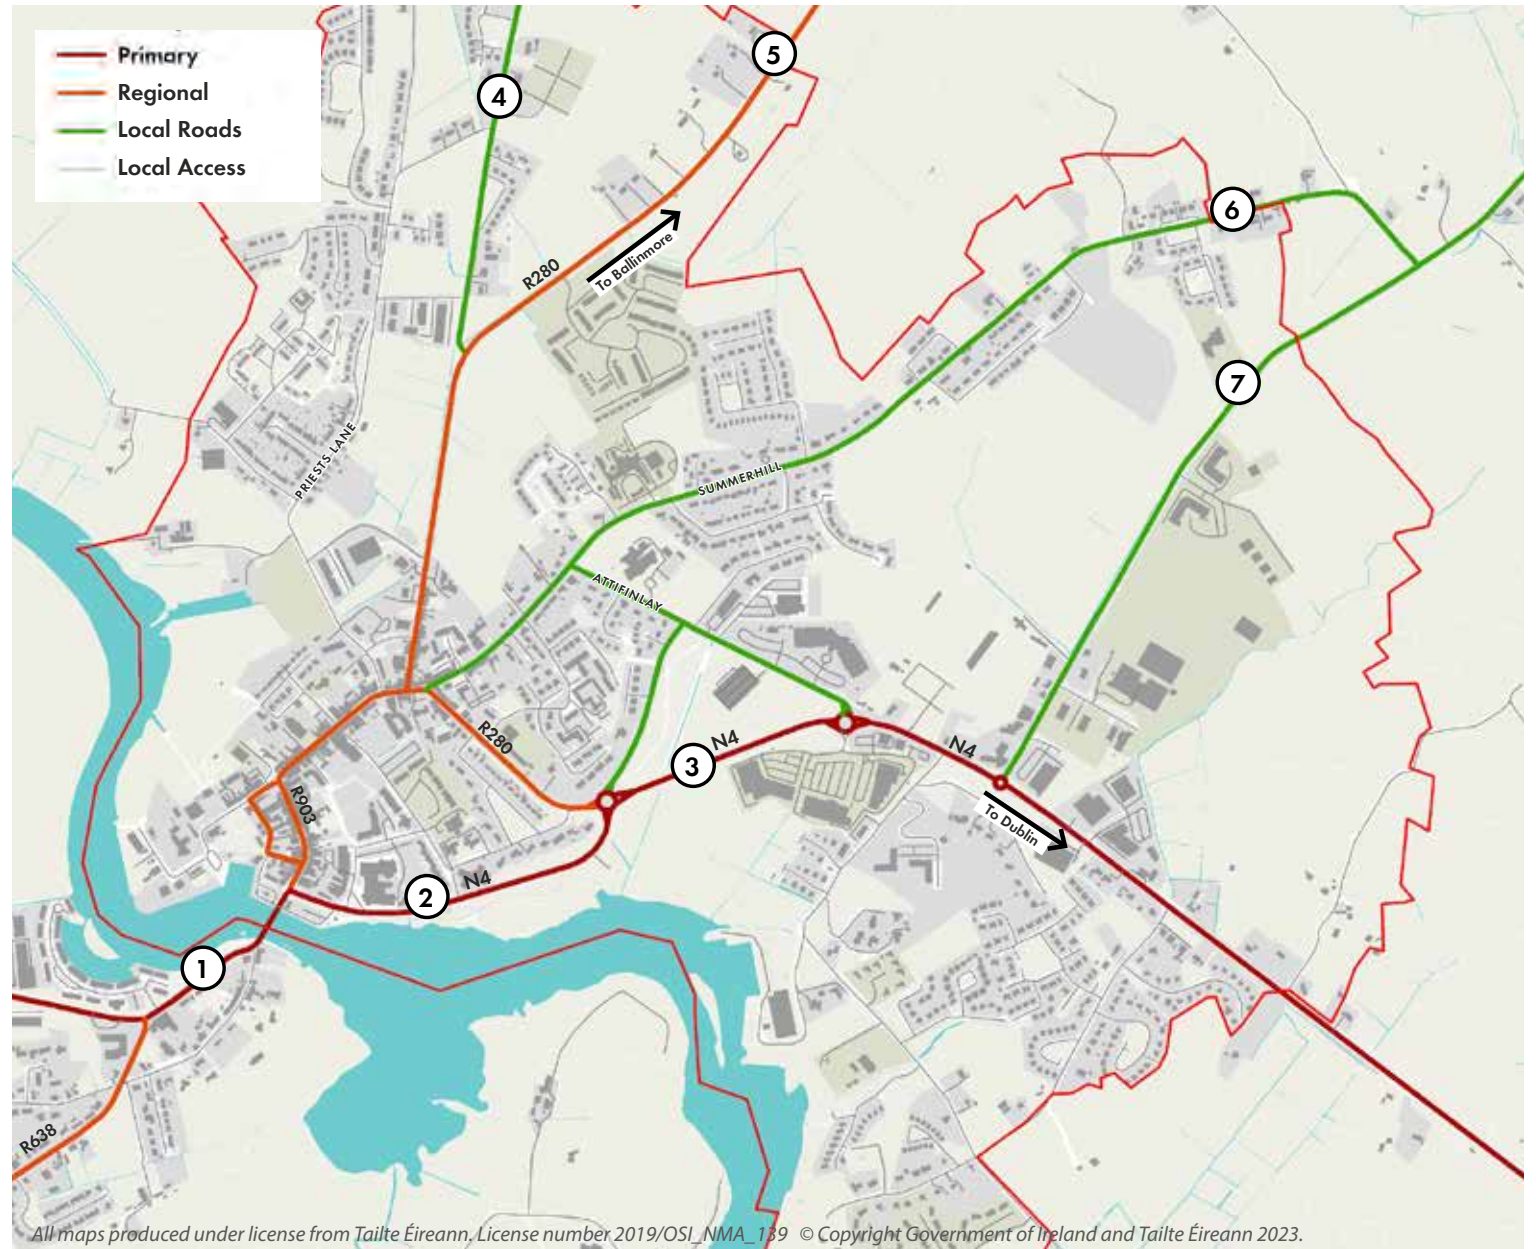 Primary
Regional
Local Roads
Local Access
5
4
6
R280
To Ballinmore
7
PRIESTS LANE
SUMMERHILL
ATTIFINLAY
R280
N4
3
N4
R903
To Dublin
N4
2
1
R638
All maps produced under license from Tailte Éireann. License number 2019/OSI_NMA_139 © Copyright Government of Ireland and Tailte Éireann 2023.